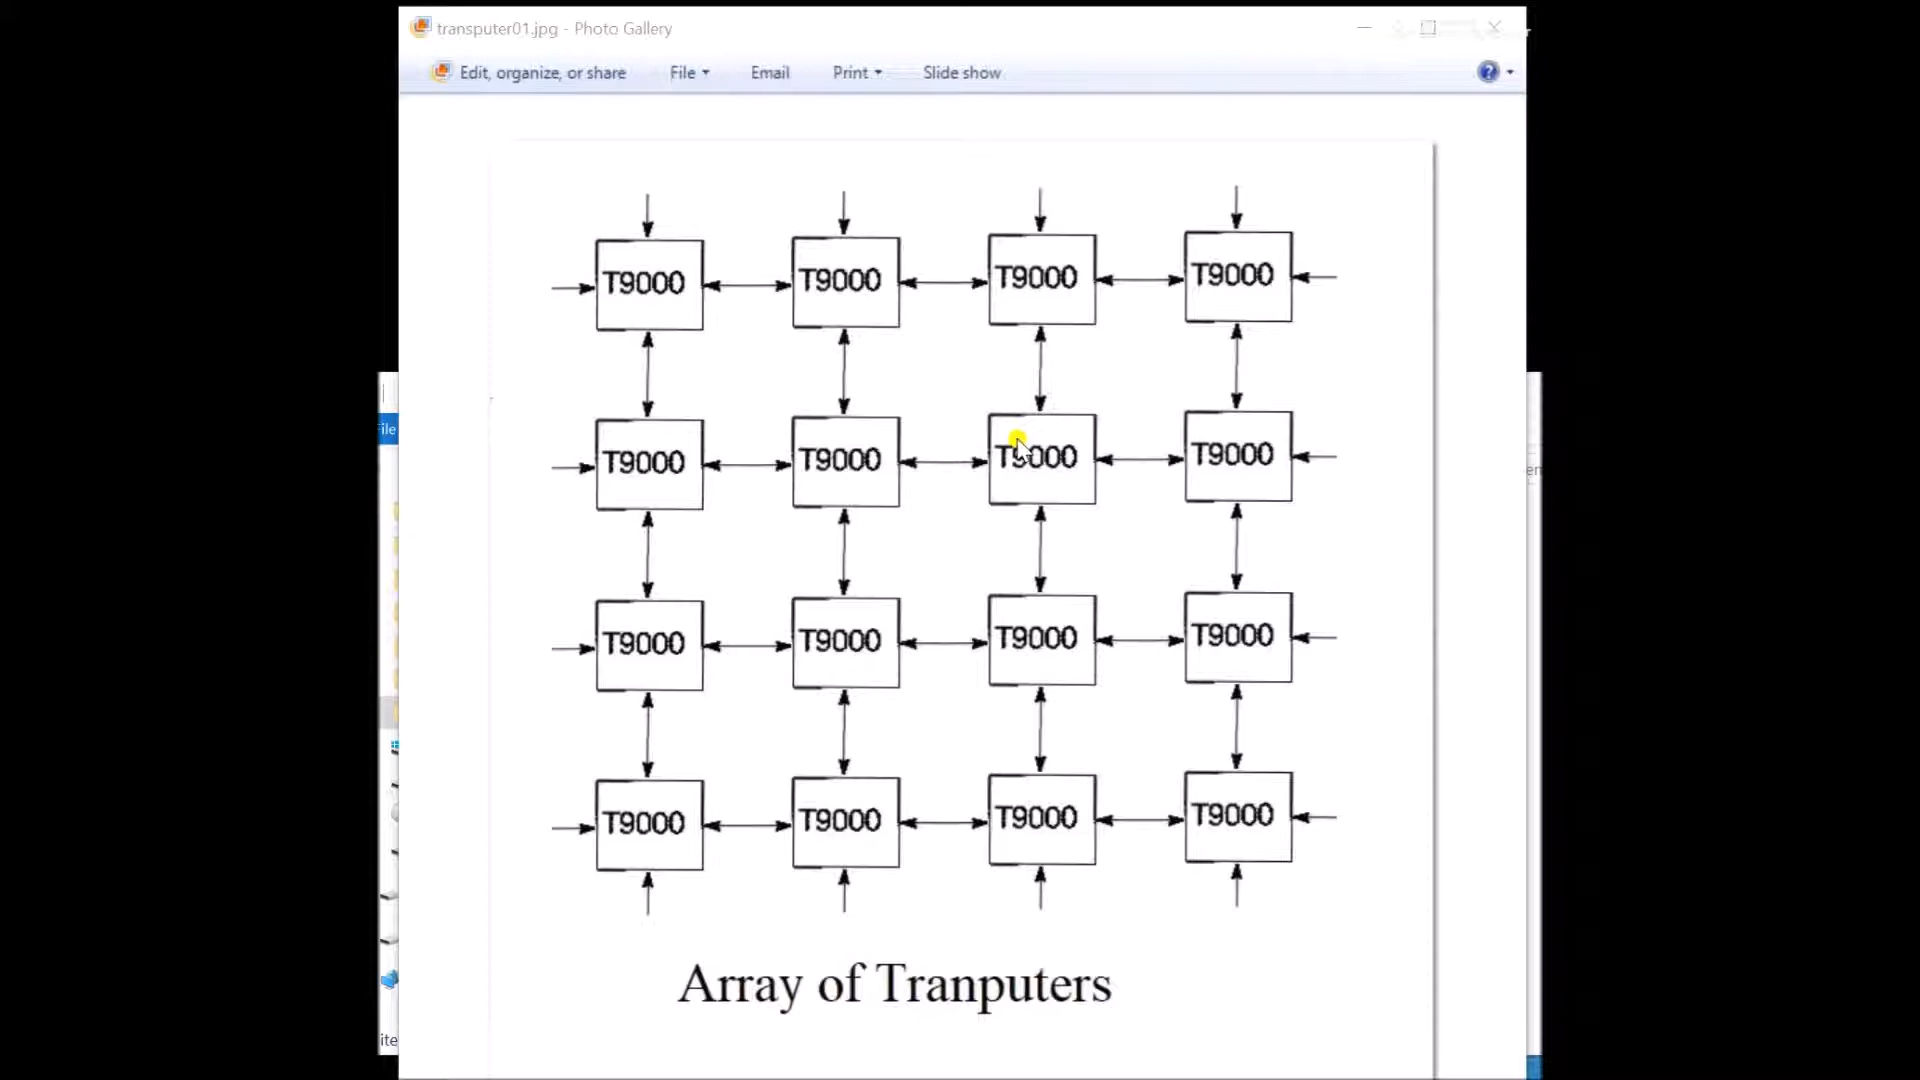 transputer01.jpg - Photo Gallery
Edit, organize, or share File Email Print Slide show
T9000 T9000 T9000 T9000
File
T9000 T9000 T9000 T9000
T9000 T9000 T9000 T9000
T9000 T9000 T9000 T9000
Array of Tranputers